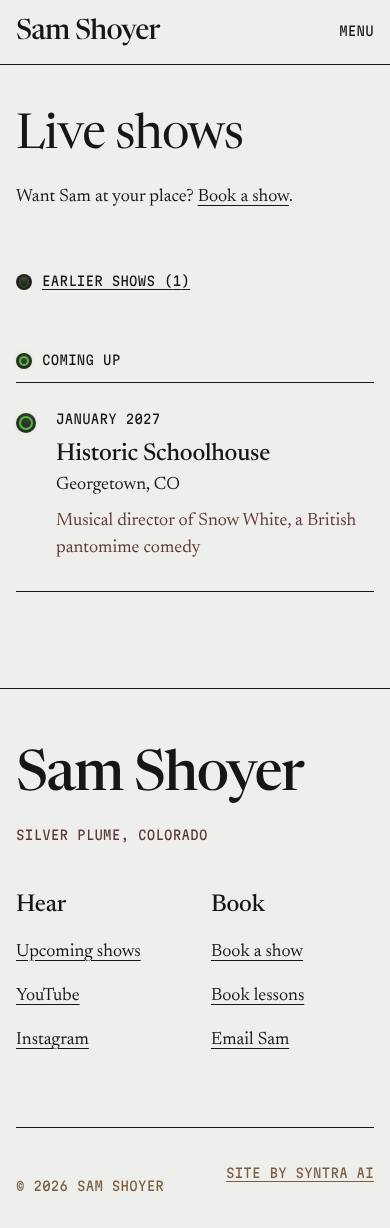 Sam Shoyer
MENU
Live shows
Want Sam at your place? Book a show.
EARLIER SHOWS (1)
COMING UP
JANUARY 2027
Historic Schoolhouse
Georgetown, CO
Musical director of Snow White, a British
pantomime comedy
Sam Shoyer
SILVER PLUME, COLORADO
Hear
Upcoming shows
YouTube
Instagram
Book
Book a show
Book lessons
Email Sam
© 2026 SAM SHOYER
SITE BY SYNTRA AI